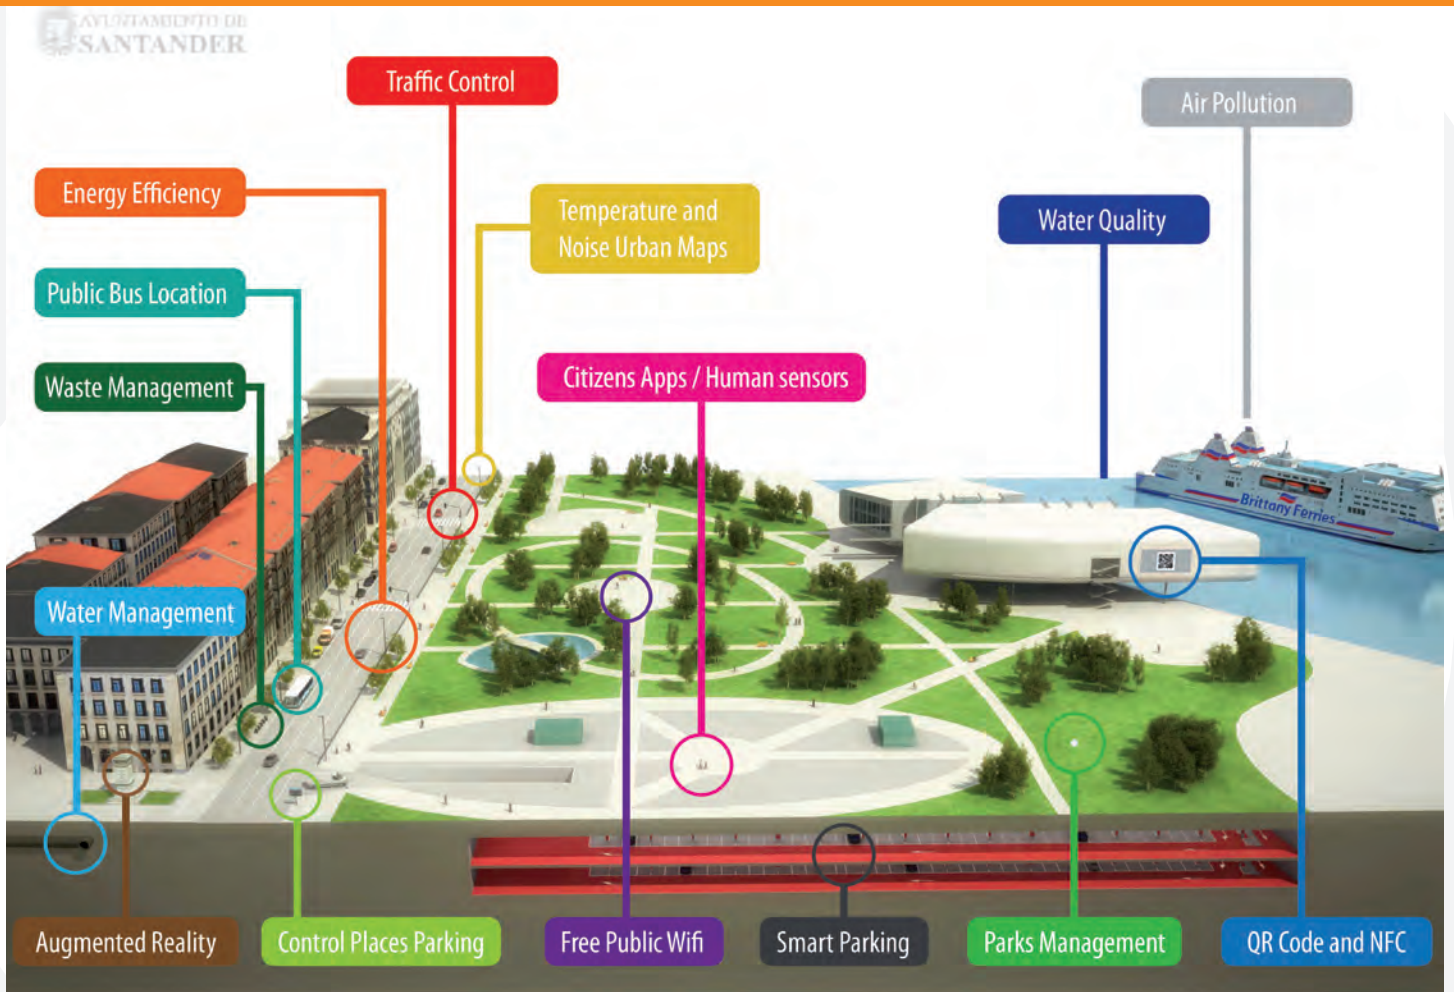 AYUNTAMIENTO DE
SANTANDER
Traffic Control
Air Pollution
Energy Efficiency
Temperature and
Noise Urban Maps
Water Quality
Public Bus Location
Waste Management
Citizens Apps / Human sensors
Brittany Ferries
Water Management
Augmented Reality
Control Places Parking
Free Public Wifi
Smart Parking
Parks Management
QR Code and NFC